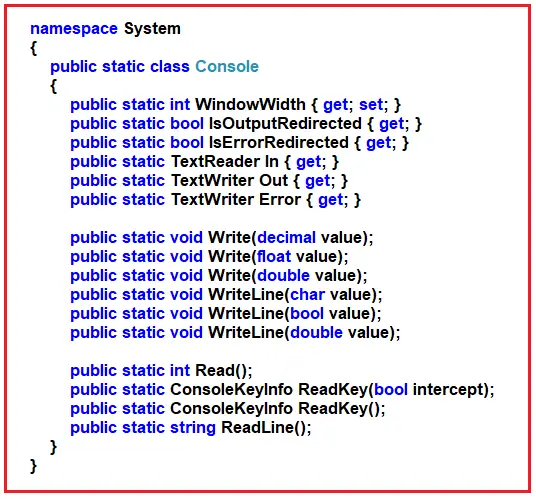 namespace System
{
public static class Console
{
public static int WindowWidth { get; set; }
public static bool IsOutputRedirected { get; }
public static bool IsErrorRedirected { get; }
public static TextReader In { get; }
public static TextWriter Out { get; }
public static TextWriter Error { get; }
public static void Write(decimal value);
public static void Write(float value);
public static void Write(double value);
public static void WriteLine(char value);
public static void WriteLine(bool value);
public static void WriteLine(double value);
public static int Read();
public static ConsoleKeyInfo ReadKey(bool intercept);
public static ConsoleKeyInfo ReadKey();
public static string ReadLine();
}
}